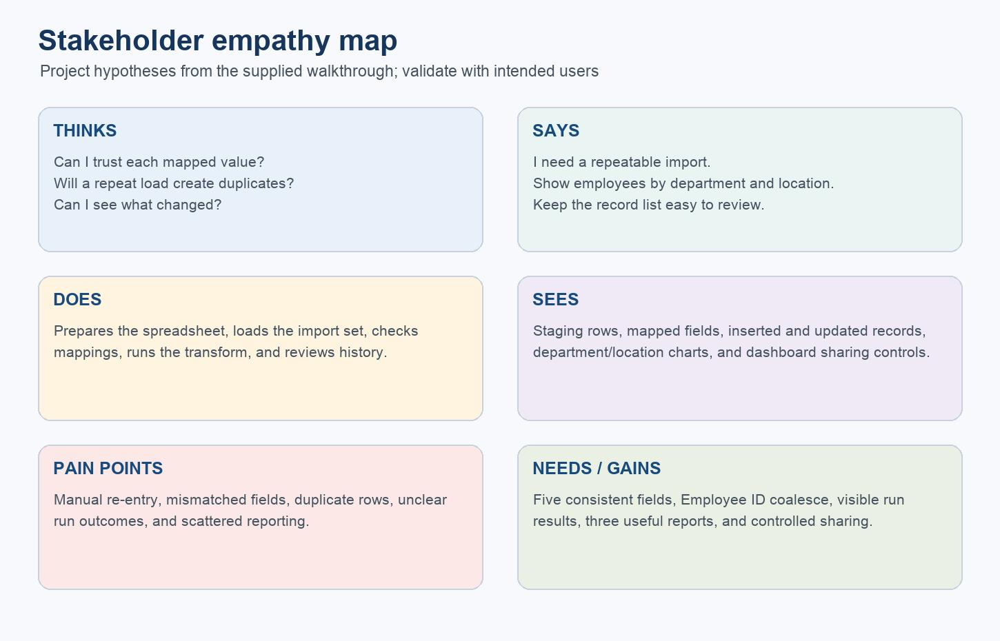 Stakeholder empathy map
Project hypotheses from the supplied walkthrough; validate with intended users
THINKS
Can I trust each mapped value?
Will a repeat load create duplicates?
Can I see what changed?
SAYS
I need a repeatable import.
Show employees by department and location.
Keep the record list easy to review.
DOES
Prepares the spreadsheet, loads the import set, checks
mappings, runs the transform, and reviews history.
SEES
Staging rows, mapped fields, inserted and updated records,
department/location charts, and dashboard sharing controls.
PAIN POINTS
Manual re-entry, mismatched fields, duplicate rows, unclear
run outcomes, and scattered reporting.
NEEDS / GAINS
Five consistent fields, Employee ID coalesce, visible run
results, three useful reports, and controlled sharing.